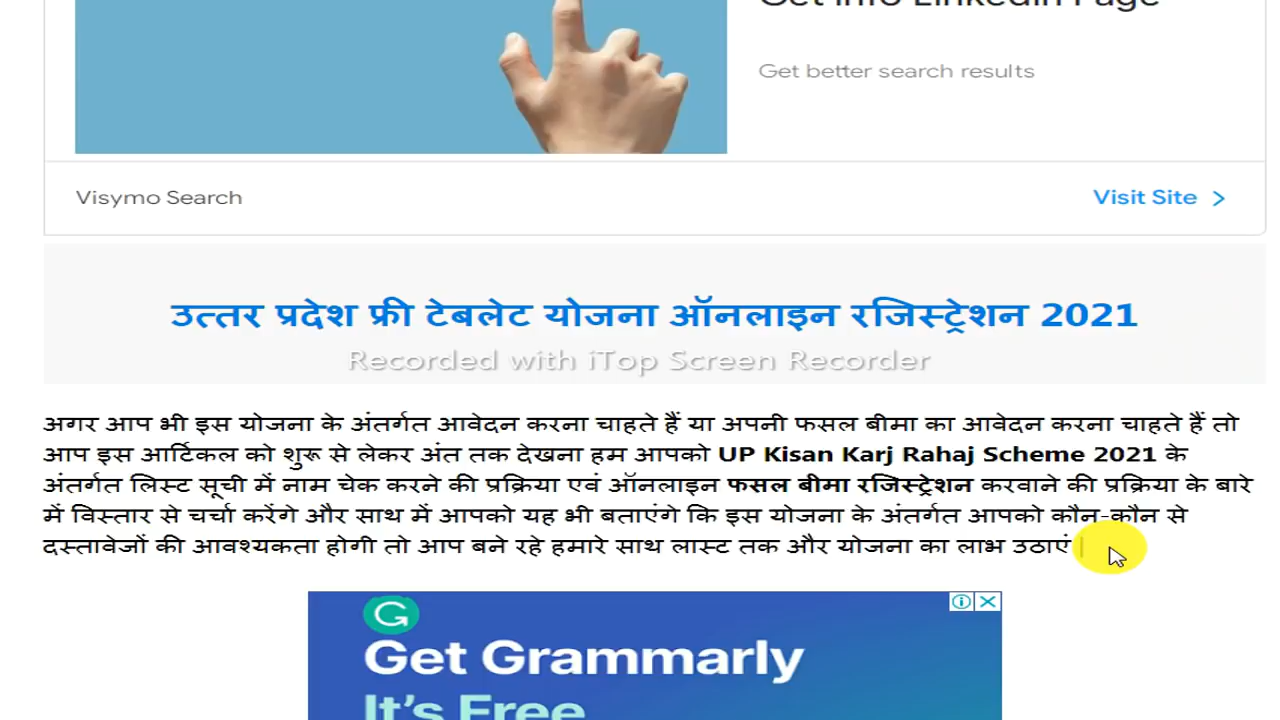 Get info LinkedIn Page
Get better search results
Visymo Search
Visit Site
उत्तर प्रदेश फ्री टेबलेट योजना ऑनलाइन रजिस्ट्रेशन 2021
Recorded with iTop Screen Recorder
अगर आप भी इस योजना के अंतर्गत आवेदन करना चाहते हैं या अपनी फसल बीमा का आवेदन करना चाहते हैं तो
आप इस आर्टिकल को शुरू से लेकर अंत तक देखना हम आपको UP Kisan Karj Rahaj Scheme 2021 के
अंतर्गत लिस्ट सूची में नाम चेक करने की प्रक्रिया एवं ऑनलाइन फसल बीमा रजिस्ट्रेशन करवाने की प्रक्रिया के बारे
में विस्तार से चर्चा करेंगे और साथ में आपको यह भी बताएंगे कि इस योजना के अंतर्गत आपको कौन-कौन से
दस्तावेजों की आवश्यकता होगी तो आप बने रहे हमारे साथ लास्ट तक और योजना का लाभ उठाएं |
Get Grammarly
It's Free